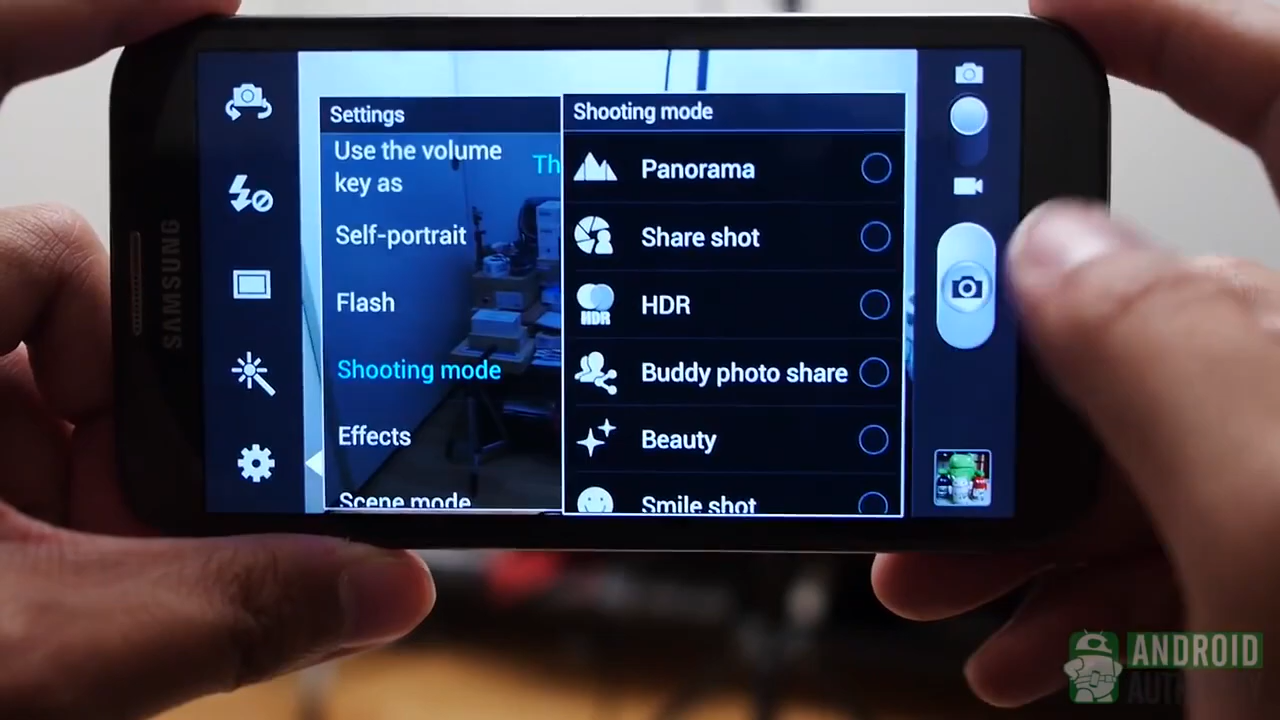 SAMSUNG
Settings
Use the volume
key as
Th
Self-portrait
Flash
Shooting mode
Effects
Scene mode
Shooting mode
Panorama
Share shot
HDR
HDR
Buddy photo share
Beauty
Smile shot
ANDROID
AUTHORITY